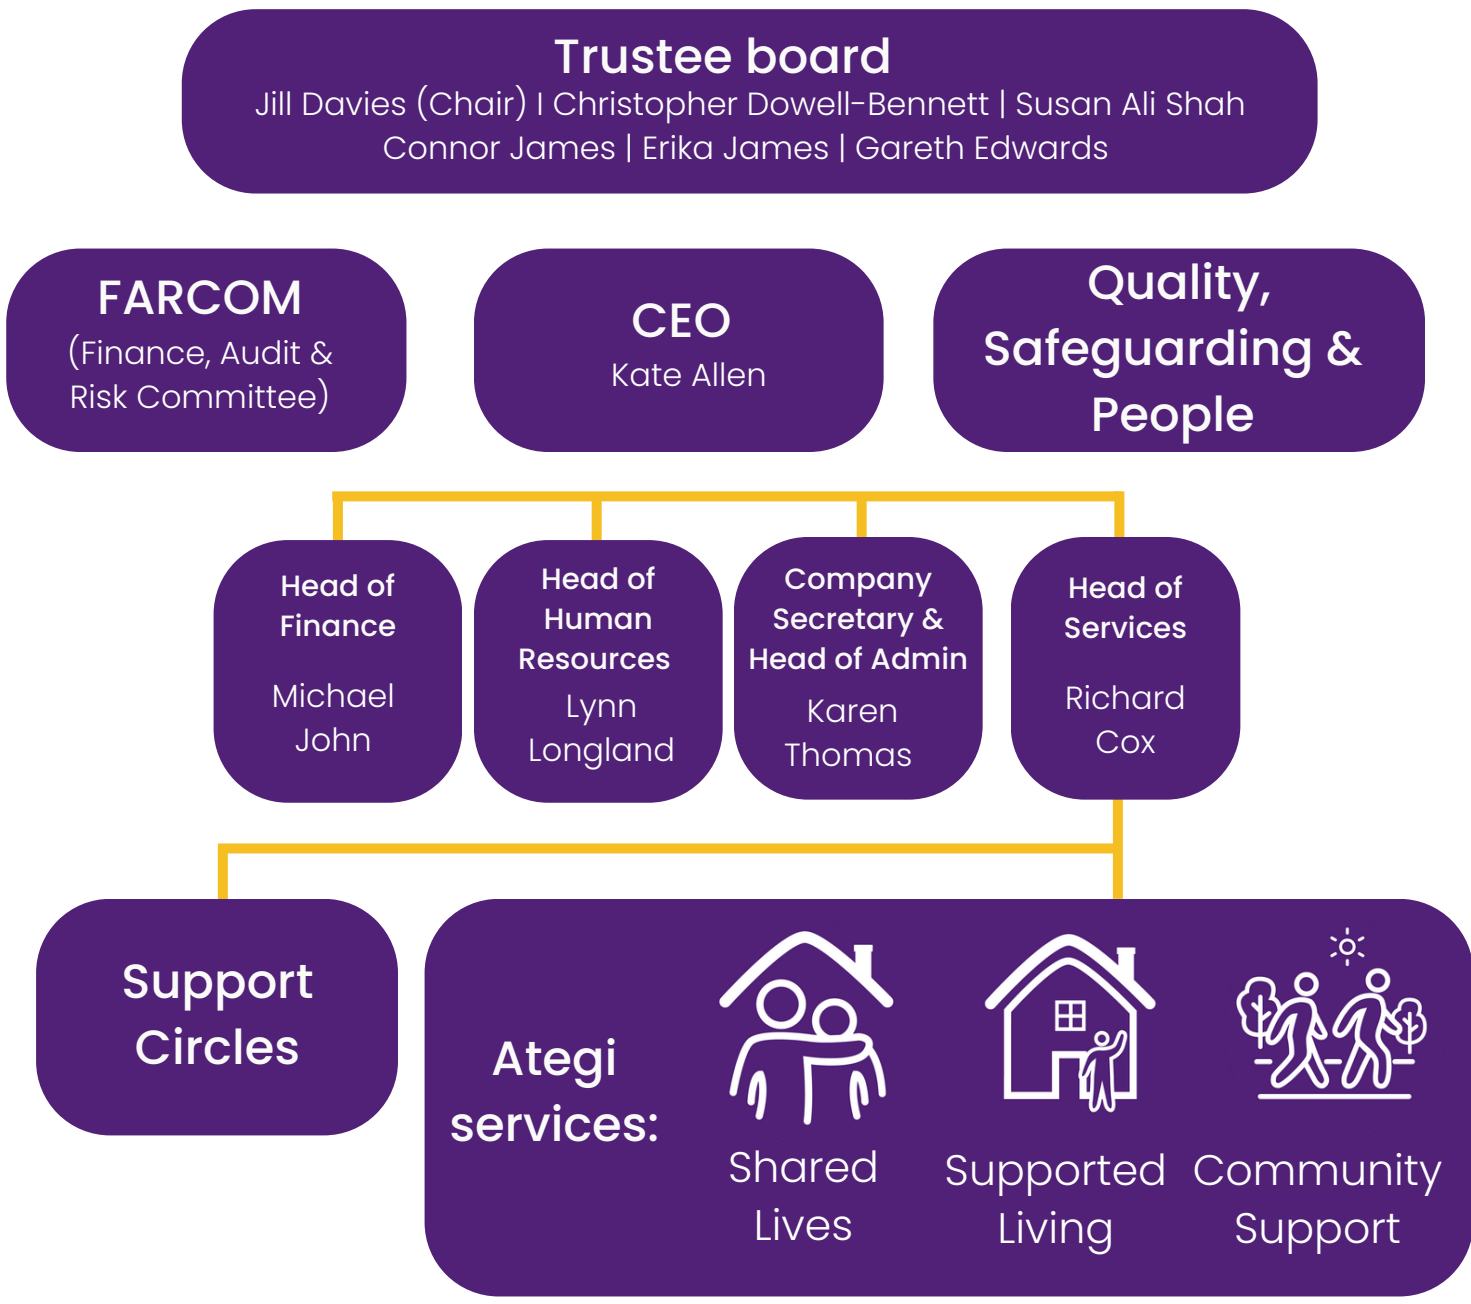 Trustee board
Jill Davies (Chair) I Christopher Dowell-Bennett | Susan Ali Shah
Connor James | Erika James | Gareth Edwards
FARCOM
(Finance, Audit &
Risk Committee)
CEO
Kate Allen
Quality,
Safeguarding &
People
Head of
Finance
Michael
John
Head of
Human
Resources
Lynn
Longland
Company
Secretary &
Head of Admin
Karen
Thomas
Head of
Services
Richard
Cox
Support
Circles
Ategi
services:
Shared
Lives
Supported
Living
Community
Support